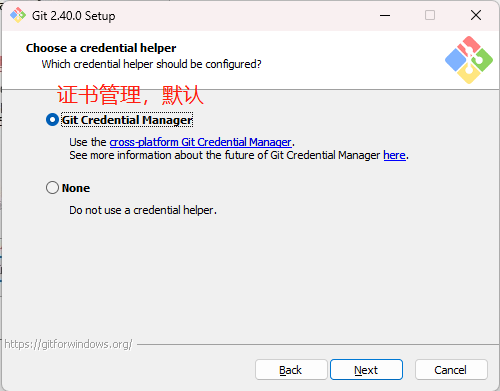 Git 2.40.0 Setup
Choose a credential helper
Which credential helper should be configured?
证书管理，默认
Git Credential Manager
Use the cross-platform Git Credential Manager.
See more information about the future of Git Credential Manager here.
None
Do not use a credential helper.
https://gitforwindows.org/
Back Next Cancel